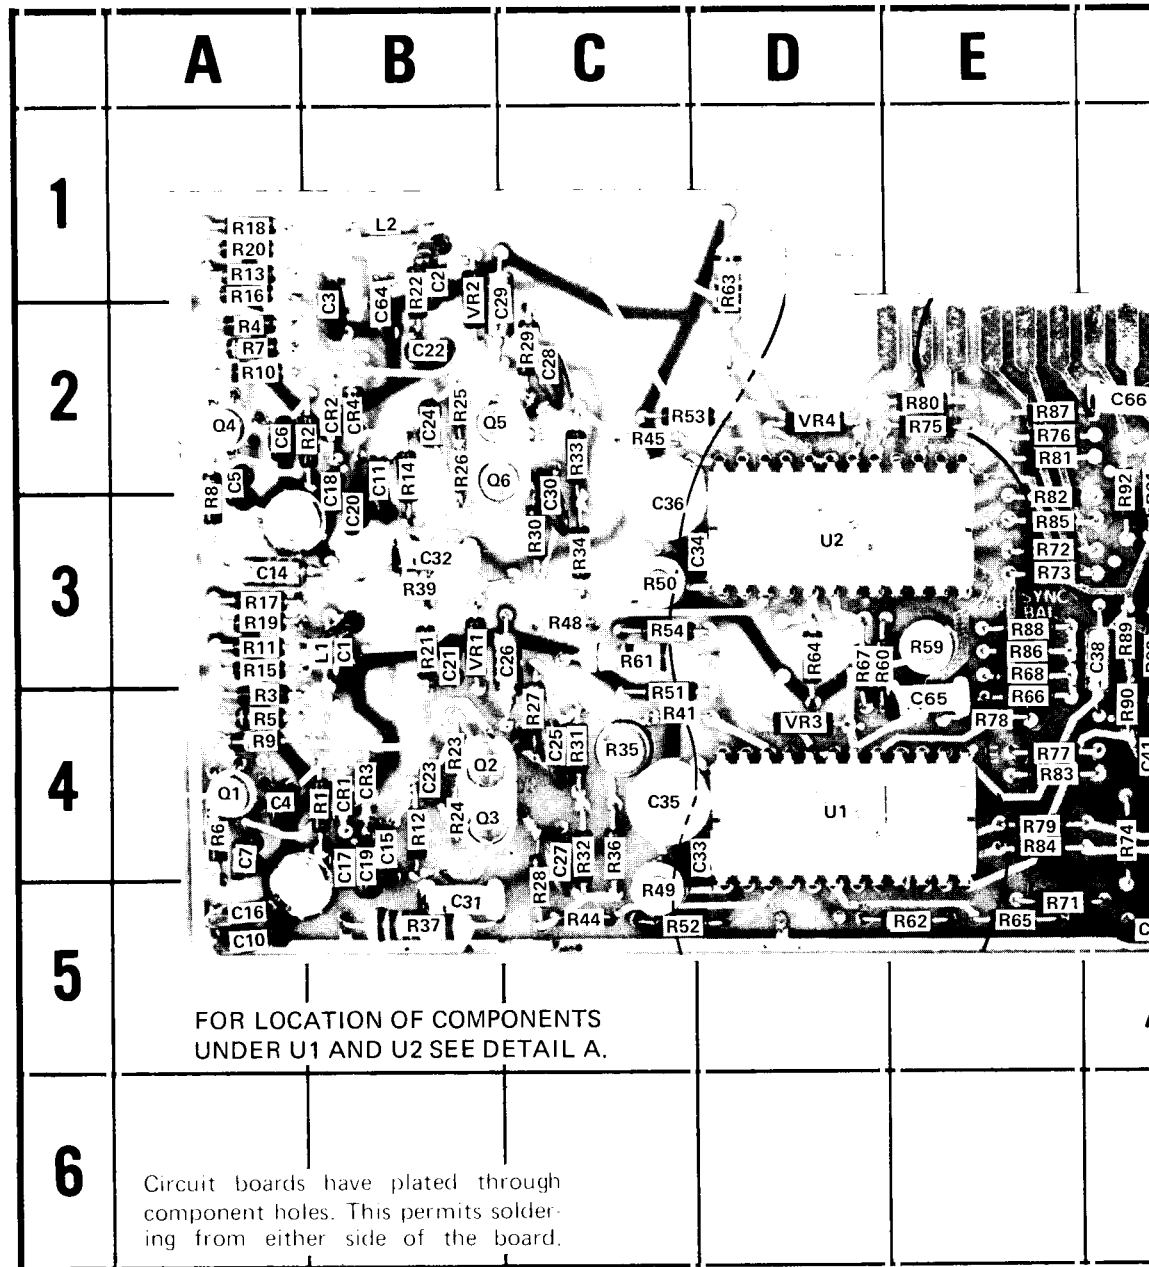 A B C D E
1
R18 L2
R20
R13 C2 R63
R16 C3 C64 R22 VR2 C29
R4 R29
R7 C22 C28
R10
2
CR2 CR4 R25 R80 R87 C66
Q4 C24 Q5 R53 VR4 R75 R76
C6 R2 R45 R81
R8 C5 C18 C11 R14 R26 Q6 R33 R92
C20 C30 C36 R82
R30 R34 C34 U2 R85
C32 R72
3
C14 R39 R50 R73
R17 SYNC
R19 R48 R54 BAL R88
R11 L1 C1 R21 C21 VR1 C26 R61 R64 R67 R60 R59 R86 C38 R89
R15 R68
R3 R27 R51 C65 R66 R90
R5 R41 VR3 R78
R9 R23 C25 R31 R35 R77 C41
Q2 R83
4
Q1 C4 R1 CR1 CR3 C23 C35 U1
R6 R12 R24 Q3 R79 R74
C7 C17 C19 C15 C27 R32 R36 C33 R84
R28 R49
C16 C31 R44 R71
C10 R37 R52 R62 R65
5
FOR LOCATION OF COMPONENTS
UNDER U1 AND U2 SEE DETAIL A.
6
Circuit boards have plated through
component holes. This permits solder-
ing from either side of the board.